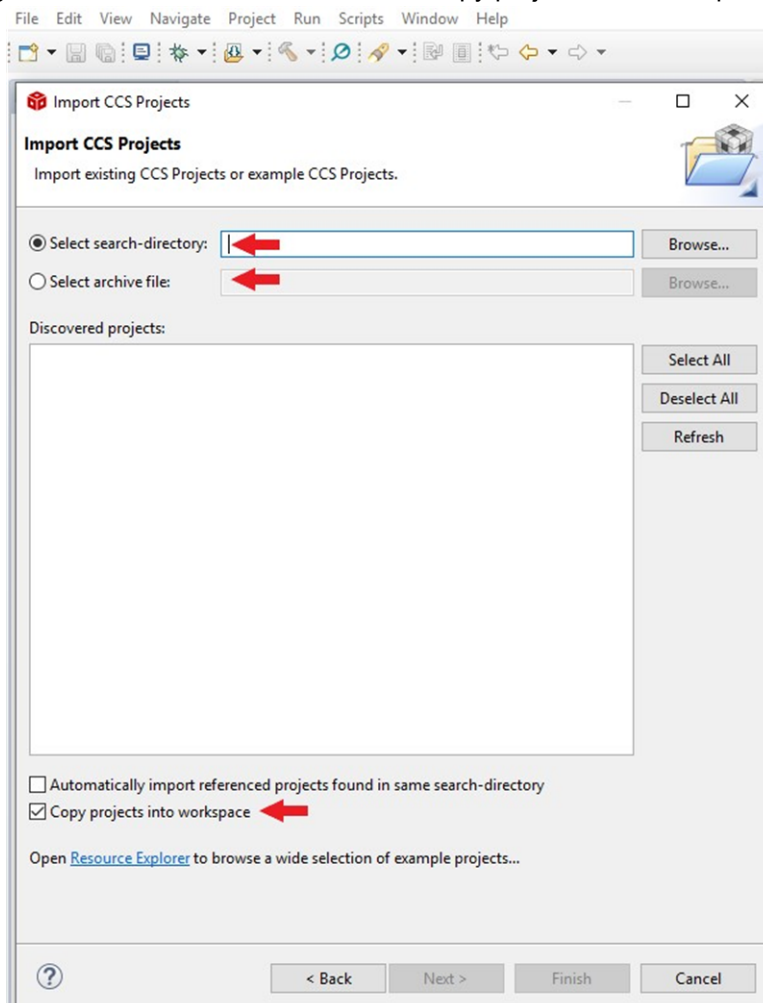 File Edit View Navigate Project Run Scripts Window Help
Import CCS Projects
Import CCS Projects
Import existing CCS Projects or example CCS Projects.
Select search-directory: Browse...
Select archive file: Browse...
Discovered projects:
Select All
Deselect All
Refresh
Automatically import referenced projects found in same search-directory
Copy projects into workspace
Open Resource Explorer to browse a wide selection of example projects...
? < Back Next > Finish Cancel